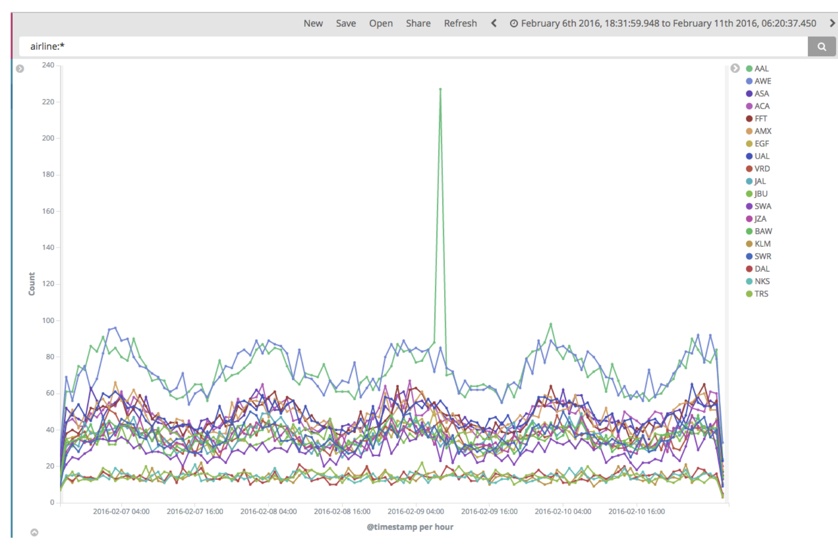 New Save Open Share Refresh February 6th 2016, 18:31:59.948 to February 11th 2016, 06:20:37.450
airline:*
240
220
200
180
160
140
120
100
80
60
40
20
0
Count
2016-02-07 04:00 2016-02-07 16:00 2016-02-08 04:00 2016-02-08 16:00 2016-02-09 04:00 2016-02-09 16:00 2016-02-10 04:00 2016-02-10 16:00
@timestamp per hour
AAL
AWE
ASA
ACA
FFT
AMX
EGF
UAL
VRD
JAL
JBU
SWA
JZA
BAW
KLM
SWR
DAL
NKS
TRS